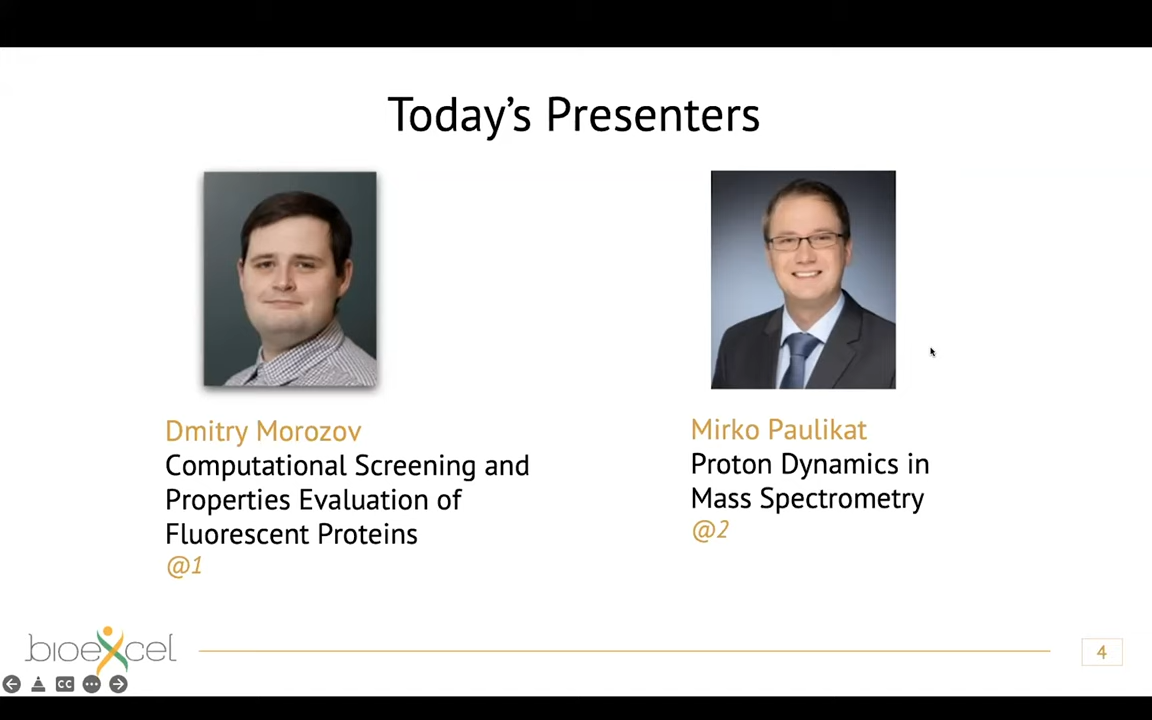 Today's Presenters
Dmitry Morozov
Computational Screening and
Properties Evaluation of
Fluorescent Proteins
@1
Mirko Paulikat
Proton Dynamics in
Mass Spectrometry
@2
bioexcel
4
CC